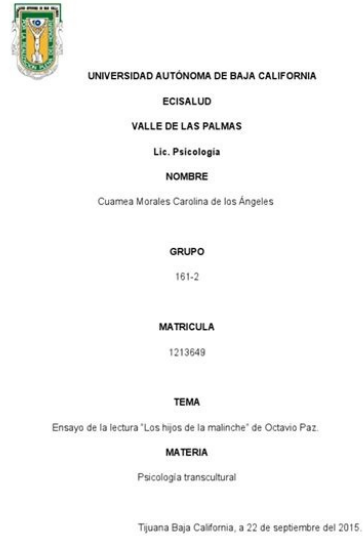 UNIVERSIDAD AUTÓNOMA DE BAJA CALIFORNIA
ECISALUD
VALLE DE LAS PALMAS
Lic. Psicología
NOMBRE
Cuamea Morales Carolina de los Ángeles
GRUPO
161-2
MATRICULA
1213649
TEMA
Ensayo de la lectura “Los hijos de la malinche” de Octavio Paz.
MATERIA
Psicología transcultural
Tijuana Baja California, a 22 de septiembre del 2015.